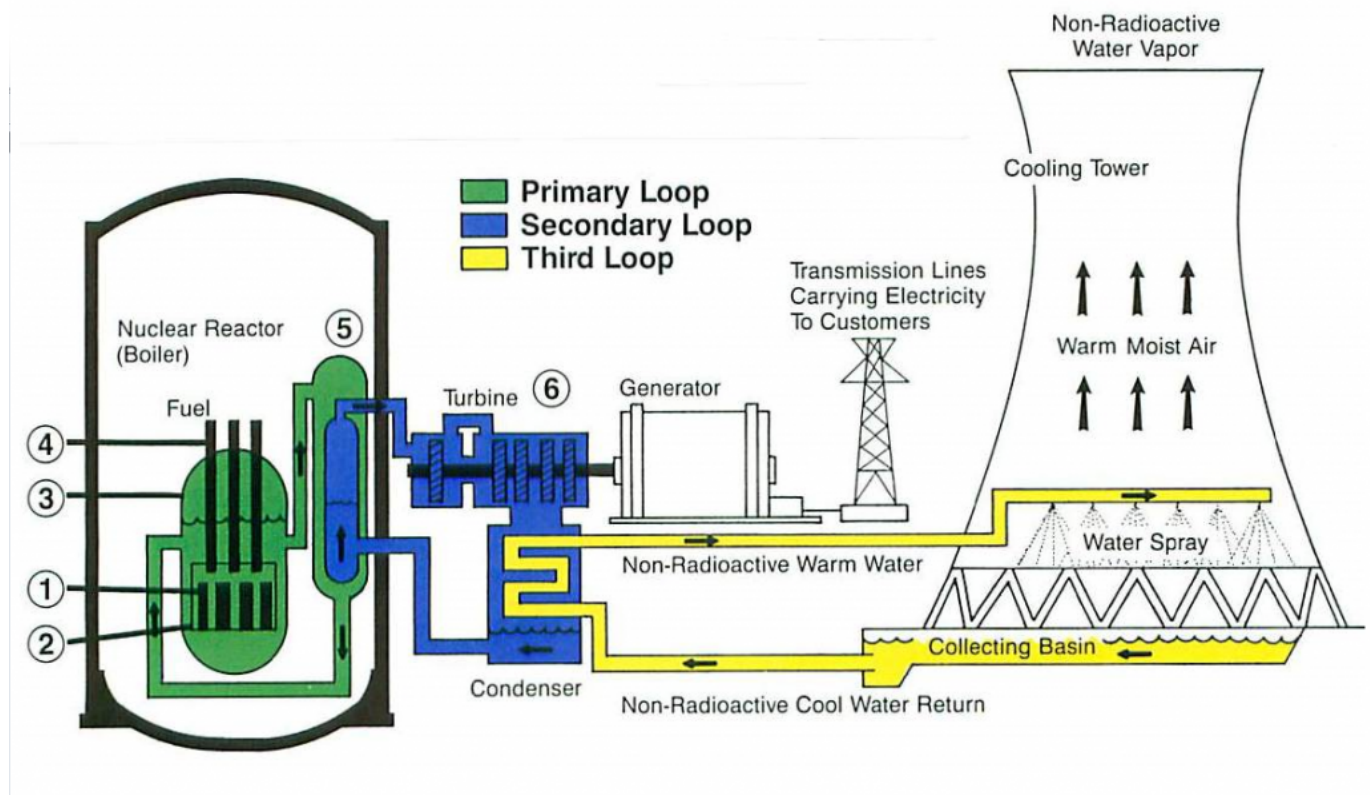 Non-Radioactive
Water Vapor
Cooling Tower
Primary Loop
Secondary Loop
Third Loop
Transmission Lines
Carrying Electricity
To Customers
Nuclear Reactor
(Boiler)
5
Warm Moist Air
Turbine
6
Generator
Fuel
4
3
Water Spray
Non-Radioactive Warm Water
1
2
Collecting Basin
Condenser
Non-Radioactive Cool Water Return